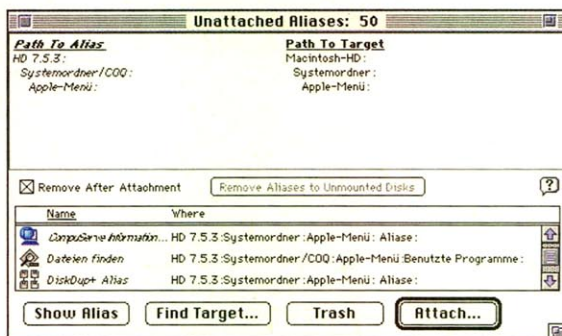 Unattached Aliases: 50
Path To Alias
HD 7.5.3:
Systemordner/COQ:
Apple-Menü:
Path To Target
Macintosh-HD:
Systemordner:
Apple-Menü:
Remove After Attachment
Remove Aliases to Unmounted Disks
?
Name Where
CompuServe Information... HD 7.5.3:Systemordner:Apple-Menü: Aliase:
Dateien finden HD 7.5.3:Systemordner/COQ:Apple-Menü:Benutzte Programme:
DiskDup+ Alias HD 7.5.3:Systemordner:Apple-Menü: Aliase:
Show Alias Find Target... Trash Attach...